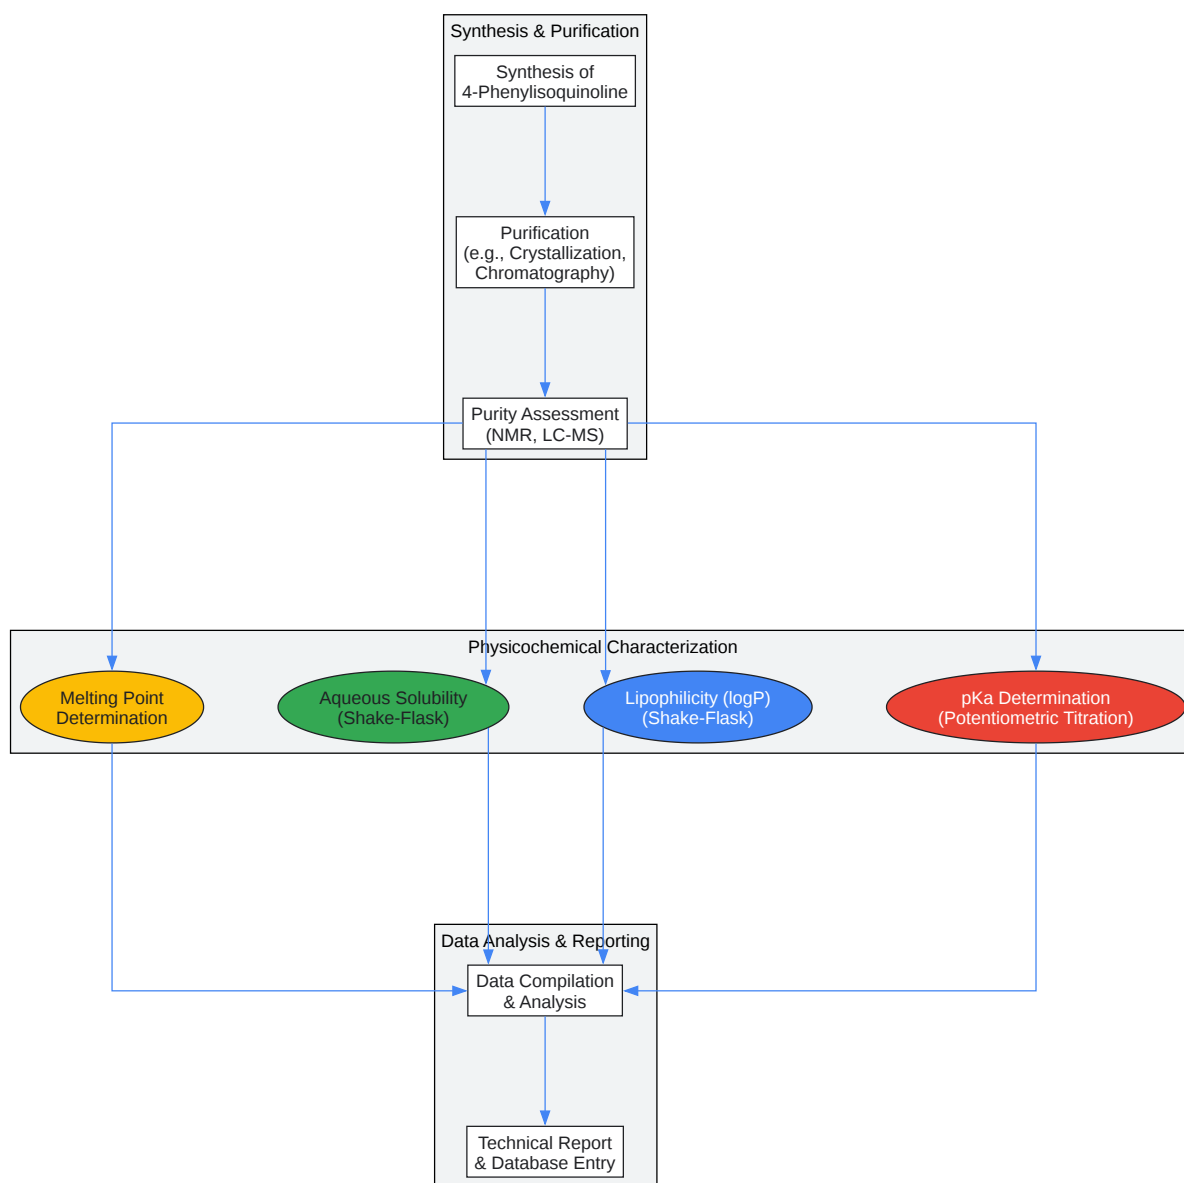 Synthesis & Purification
Synthesis of
4-Phenylisoquinoline
Purification
(e.g., Crystallization,
Chromatography)
Purity Assessment
(NMR, LC-MS)
Physicochemical Characterization
Melting Point
Determination
Aqueous Solubility
(Shake-Flask)
Lipophilicity (logP)
(Shake-Flask)
pKa Determination
(Potentiometric Titration)
Data Analysis & Reporting
Data Compilation
& Analysis
Technical Report
& Database Entry